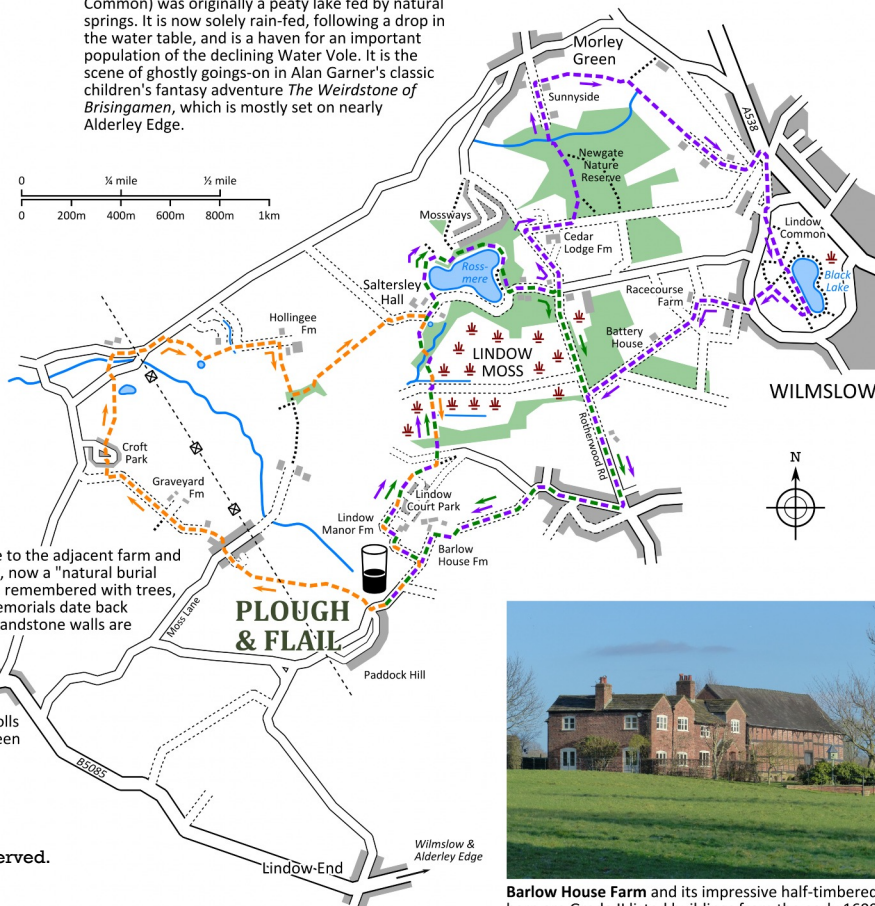 Common) was originally a peaty lake fed by natural
springs. It is now solely rain-fed, following a drop in
the water table, and is a haven for an important
population of the declining Water Vole. It is the
scene of ghostly goings-on in Alan Garner's classic
children's fantasy adventure The Weirdstone of
Brisingamen, which is mostly set on nearly
Alderley Edge.
0 ¼ mile ½ mile
0 200m 400m 600m 800m 1km
Morley
Green
Sunnyside
A538
Newgate
Nature
Reserve
Mossways
Cedar
Lodge Fm
Lindow
Common
Black
Lake
Ross-
mere
Saltersley
Hall
Racecourse
Farm
Hollingee
Fm
Battery
House
LINDOW
MOSS
WILMSLOW
Rotherwood Rd
N
Croft
Park
Graveyard
Fm
Lindow
Court Park
Lindow
Manor Fm
Barlow
House Fm
e to the adjacent farm and
, now a "natural burial
remembered with trees,
emorials date back
andstone walls are
PLOUGH
& FLAIL
Moss Lane
Paddock Hill
olls
een
B5085
erved.
Lindow-End
Wilmslow &
Alderley Edge
Barlow House Farm and its impressive half-timbered